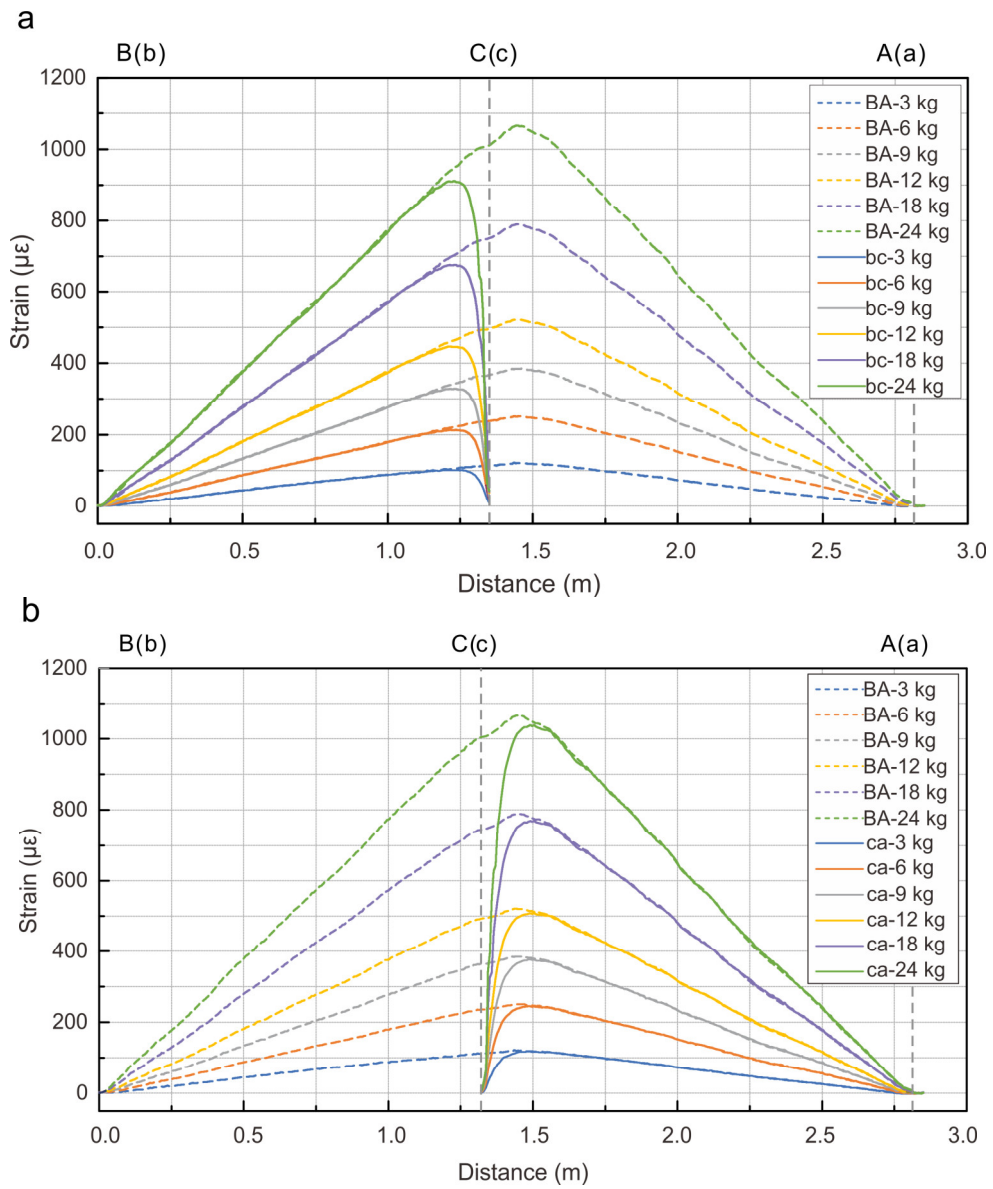 a
B(b) C(c) A(a)
1200
1000
800
600
400
200
0
Strain (με)
BA-3 kg
BA-6 kg
BA-9 kg
BA-12 kg
BA-18 kg
BA-24 kg
bc-3 kg
bc-6 kg
bc-9 kg
bc-12 kg
bc-18 kg
bc-24 kg
0.0 0.5 1.0 1.5 2.0 2.5 3.0
Distance (m)
b
B(b) C(c) A(a)
1200
1000
800
600
400
200
0
Strain (με)
BA-3 kg
BA-6 kg
BA-9 kg
BA-12 kg
BA-18 kg
BA-24 kg
ca-3 kg
ca-6 kg
ca-9 kg
ca-12 kg
ca-18 kg
ca-24 kg
0.0 0.5 1.0 1.5 2.0 2.5 3.0
Distance (m)